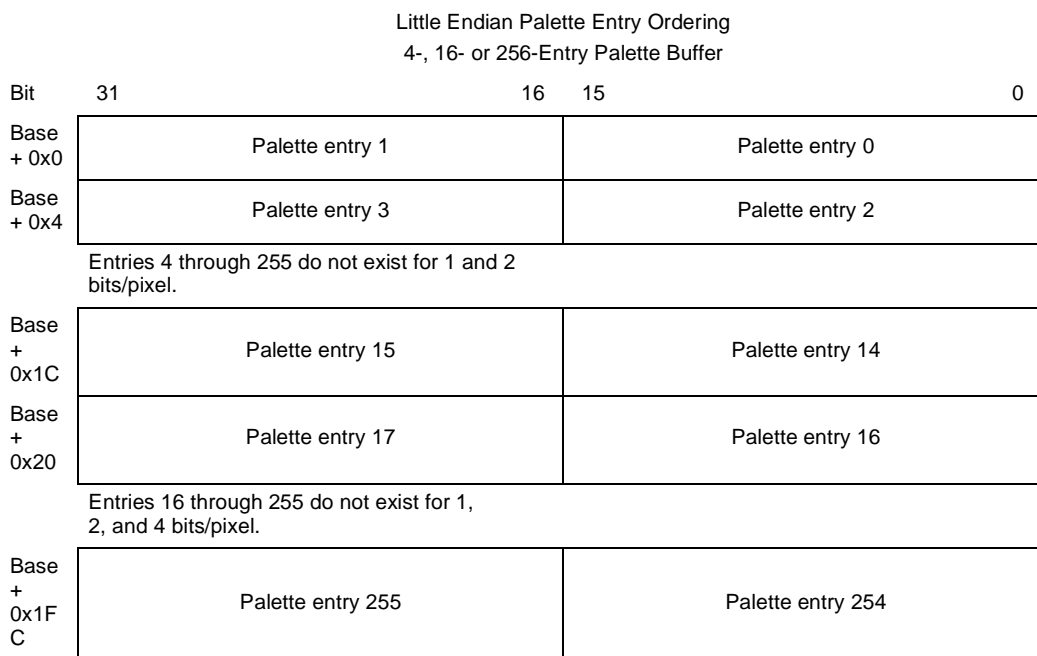 Little Endian Palette Entry Ordering
4-, 16- or 256-Entry Palette Buffer
Bit 31 16 15 0
Base
+ 0x0
Palette entry 1 Palette entry 0
Base
+ 0x4
Palette entry 3 Palette entry 2
Entries 4 through 255 do not exist for 1 and 2
bits/pixel.
Base
+
0x1C
Palette entry 15 Palette entry 14
Base
+
0x20
Palette entry 17 Palette entry 16
Entries 16 through 255 do not exist for 1,
2, and 4 bits/pixel.
Base
+
0x1F
C
Palette entry 255 Palette entry 254